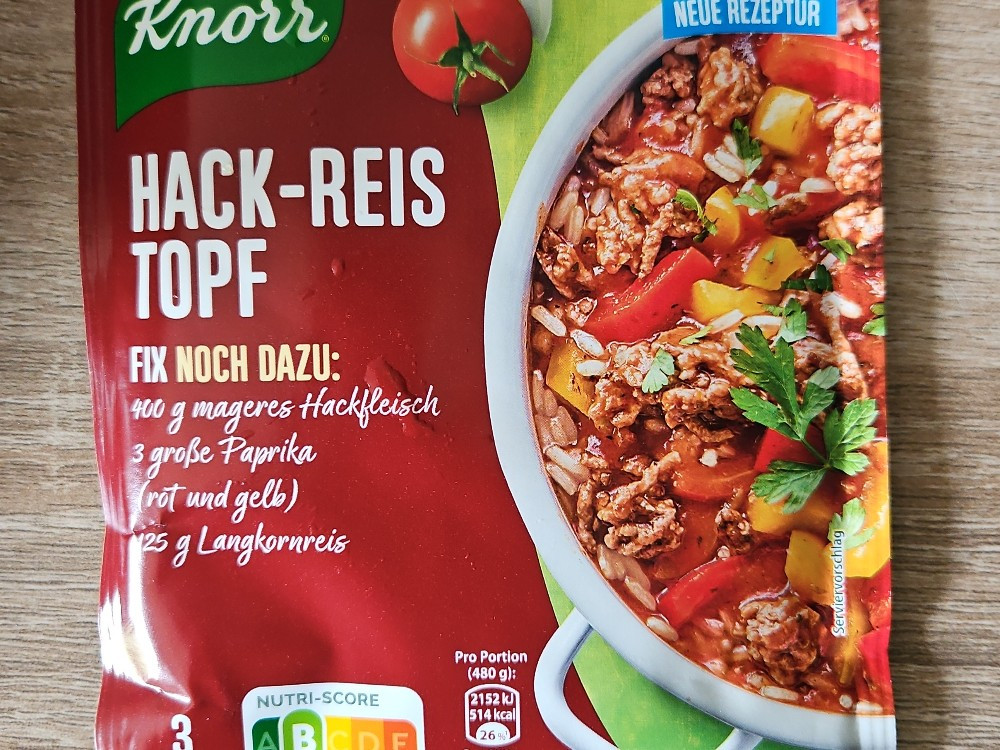 Knorr
NEUE REZEPTUR
HACK-REIS
TOPF
FIX NOCH DAZU:
400 g mageres Hackfleisch
3 große Paprika
(rot und gelb)
125 g Langkornreis
Serviervorschlag
Pro Portion
(480 g):
2152 kJ
514 kcal
26 %
NUTRI-SCORE
A B C D E
3